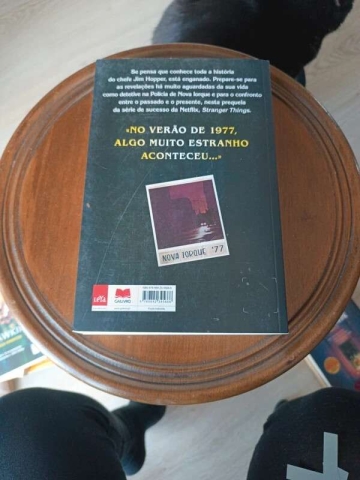 Se pensa que conhece toda a história
do chefe Jim Hopper, está enganado. Prepare-se para
as revelações há muito aguardadas da sua vida
como detetive na Polícia de Nova Iorque e para o confronto
entre o passado e o presente, nesta prequela
da série de sucesso da Netflix, Stranger Things.
«NO VERÃO DE 1977,
ALGO MUITO ESTRANHO
ACONTECEU...»
NOVA IORQUE '77